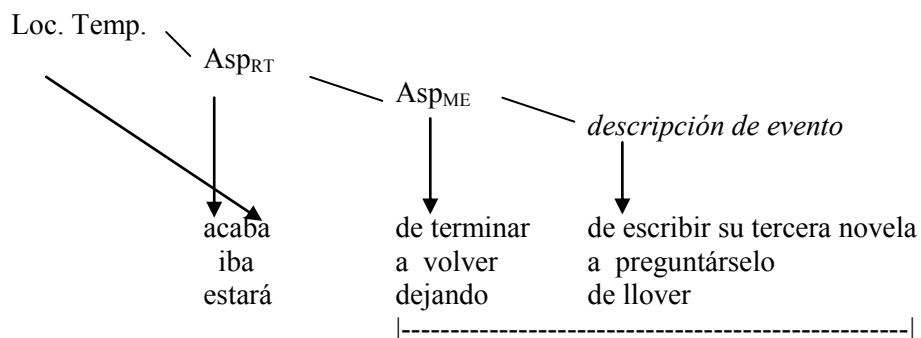 Loc. Temp.
AspRT
AspME
descripción de evento
acaba de terminar de escribir su tercera novela
iba a volver a preguntárselo
estará dejando de llover
|----------------------------------------------------|